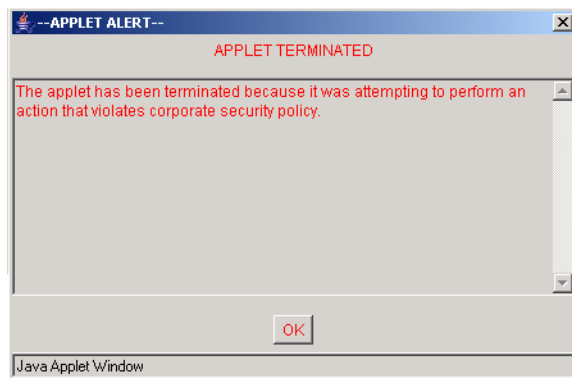 --APPLET ALERT--
APPLET TERMINATED
The applet has been terminated because it was attempting to perform an
action that violates corporate security policy.
OK
Java Applet Window